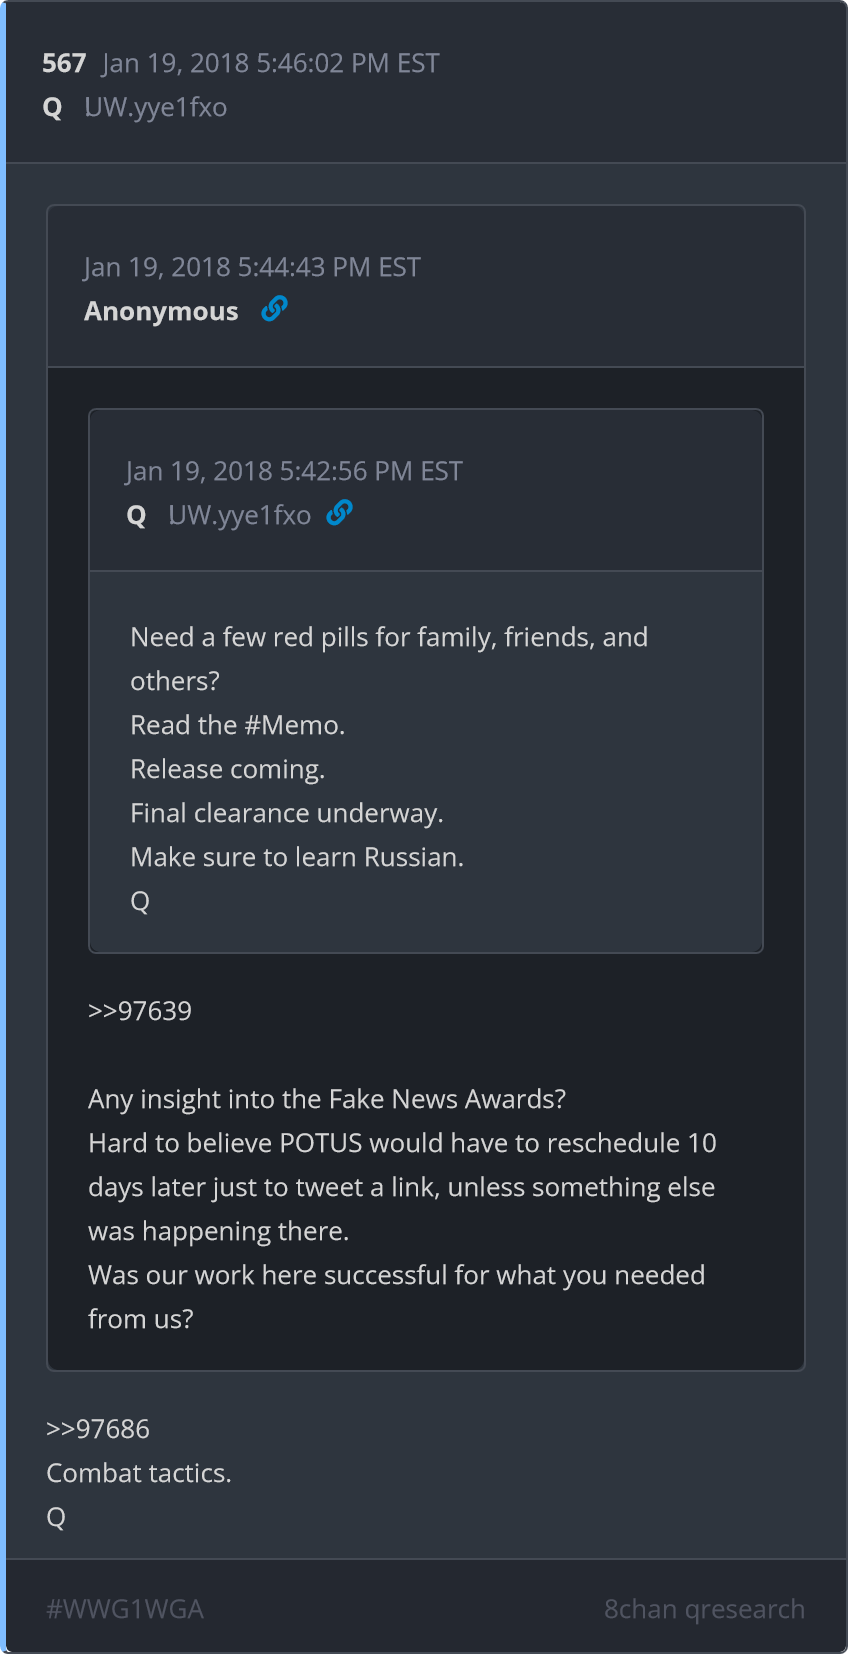 567 Jan 19, 2018 5:46:02 PM EST
Q UW.yye1fxo
Jan 19, 2018 5:44:43 PM EST
Anonymous
Jan 19, 2018 5:42:56 PM EST
Q UW.yye1fxo
Need a few red pills for family, friends, and
others?
Read the #Memo.
Release coming.
Final clearance underway.
Make sure to learn Russian.
Q
>>97639
Any insight into the Fake News Awards?
Hard to believe POTUS would have to reschedule 10
days later just to tweet a link, unless something else
was happening there.
Was our work here successful for what you needed
from us?
>>97686
Combat tactics.
Q
#WWG1WGA 8chan qresearch